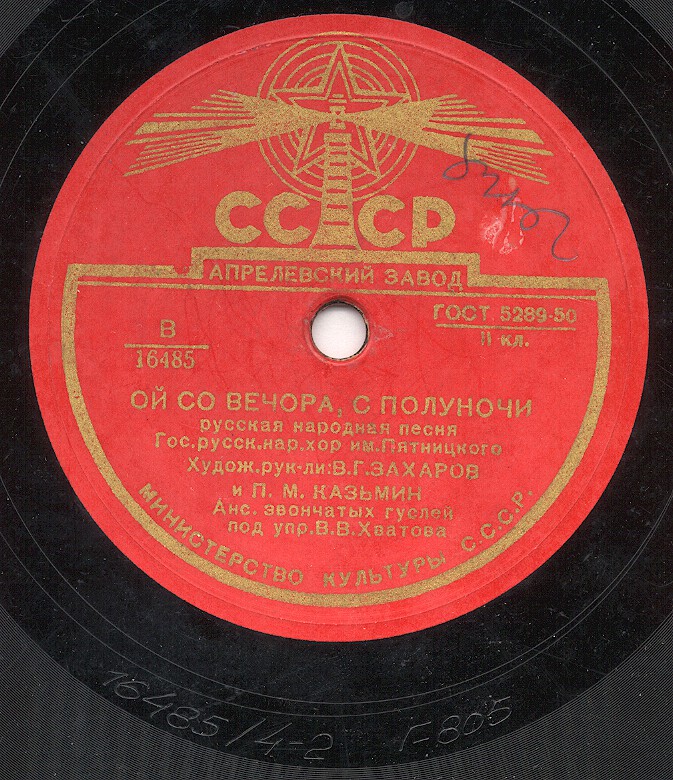 СССР
АПРЕЛЕВСКИЙ ЗАВОД
В
16485
ГОСТ 5289-50
II кл.
ОЙ СО ВЕЧОРА, С ПОЛУНОЧИ
русская народная песня
Гос.русск.нар.хор им.Пятницкого
Худож.рук-ли:В.Г.ЗАХАРОВ
и П. М. КАЗЬМИН
Анс. звончатых гуслей
под упр.В.В.Хватова
МИНИСТЕРСТВО КУЛЬТУРЫ С.С.С.Р.
16485/4-2 Г-805